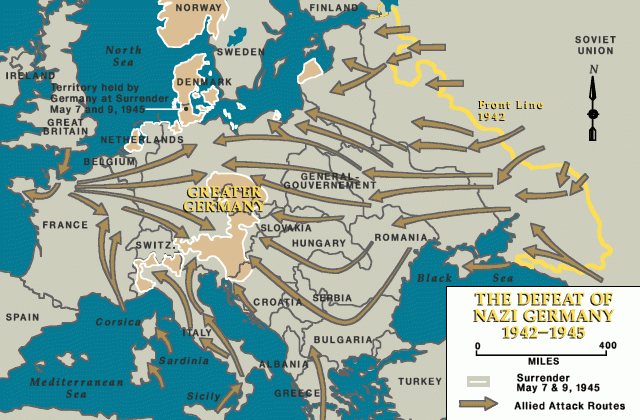 NORWAY
FINLAND
North
Sea
SWEDEN
SOVIET
UNION
N
IRELAND
DENMARK
Territory held by
Germany at Surrender
May 7 and 9, 1945
Front Line
1942
GREAT
BRITAIN
NETHERLANDS
BELGIUM
GENERAL-
GOUVERNEMENT
GREATER
GERMANY
FRANCE
SLOVAKIA
SWITZ.
HUNGARY
ROMANIA
Black Sea
CROATIA
SERBIA
SPAIN
Corsica
ITALY
BULGARIA
Sardinia
ALBANIA
Mediterranean
Sea
Sicily
GREECE
TURKEY
THE DEFEAT OF
NAZI GERMANY
1942–1945
0 400
MILES
Surrender
May 7 & 9, 1945
Allied Attack Routes